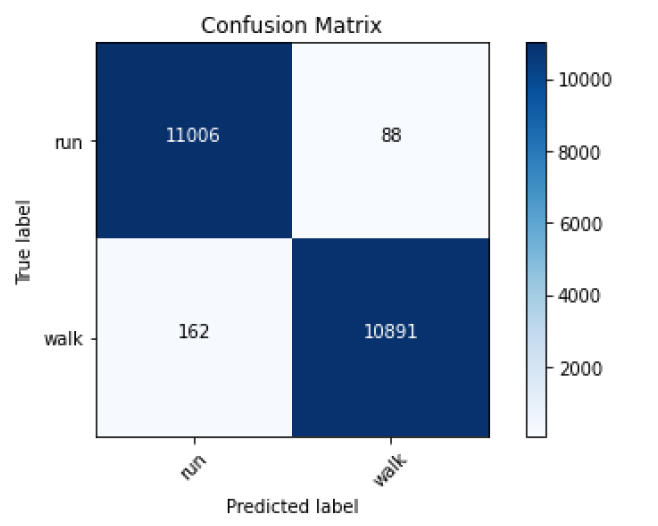 Confusion Matrix
True label
run
walk
11006
88
162
10891
run
walk
Predicted label
10000
8000
6000
4000
2000